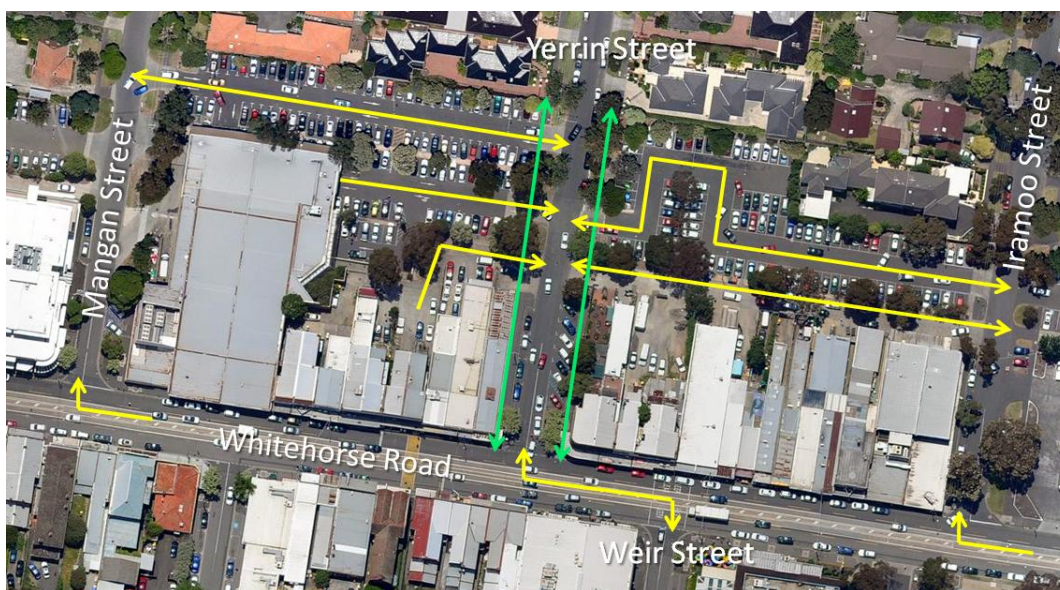 Yerrin Street
Mangan Street
Iramoo Street
Whitehorse Road
Weir Street